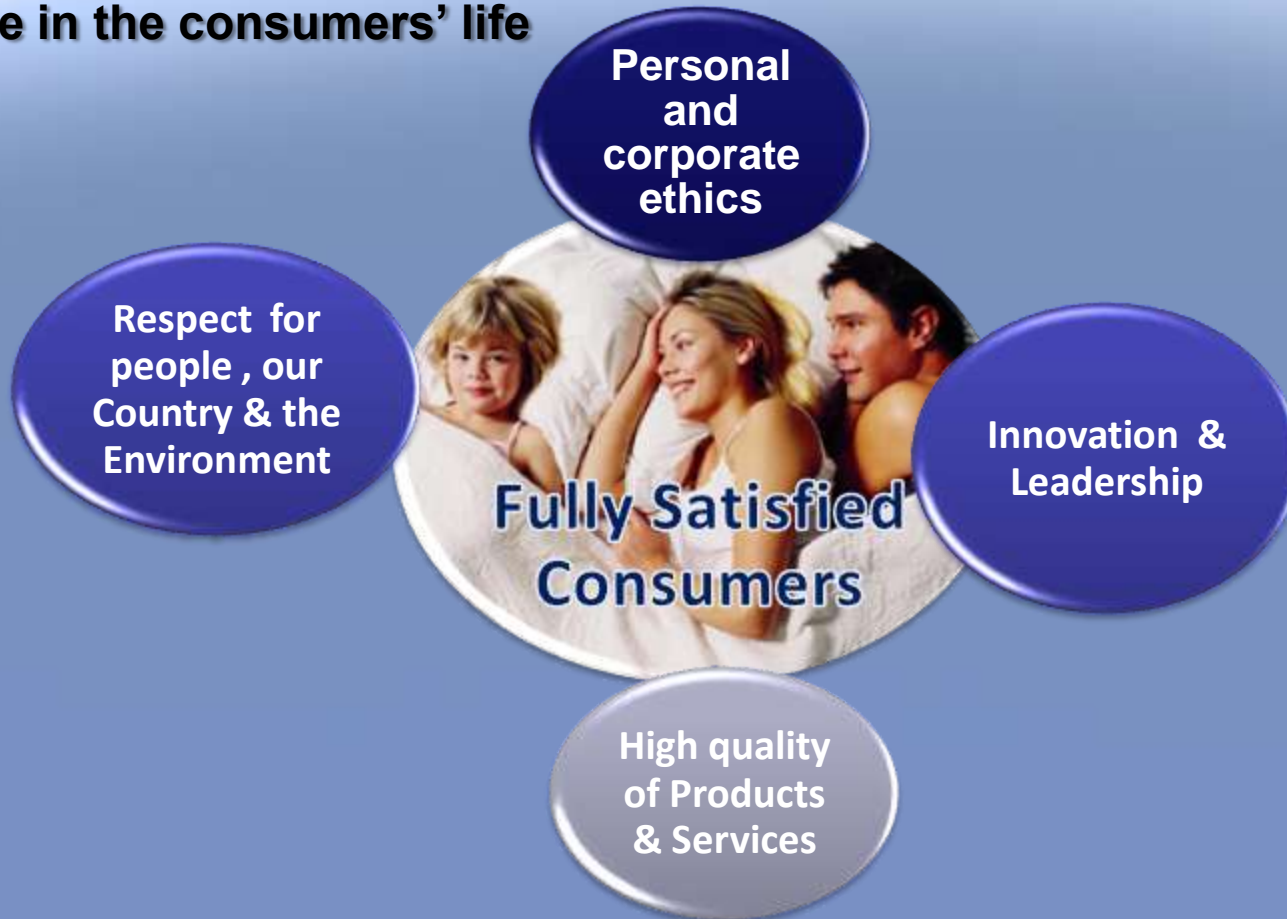 e in the consumers’ life
Personal
and
corporate
ethics
Respect for
people , our
Country & the
Environment
Innovation &
Leadership
Fully Satisfied
Consumers
High quality
of Products
& Services